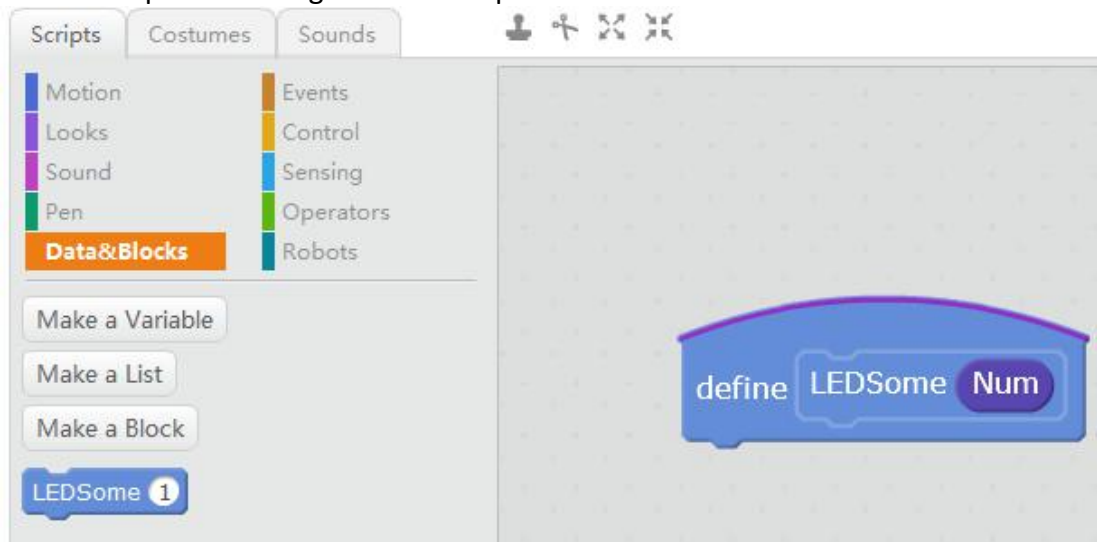 Scripts Costumes Sounds
Motion Events
Looks Control
Sound Sensing
Pen Operators
Data&Blocks Robots
Make a Variable
Make a List
Make a Block
LEDSome 1
define LEDSome Num